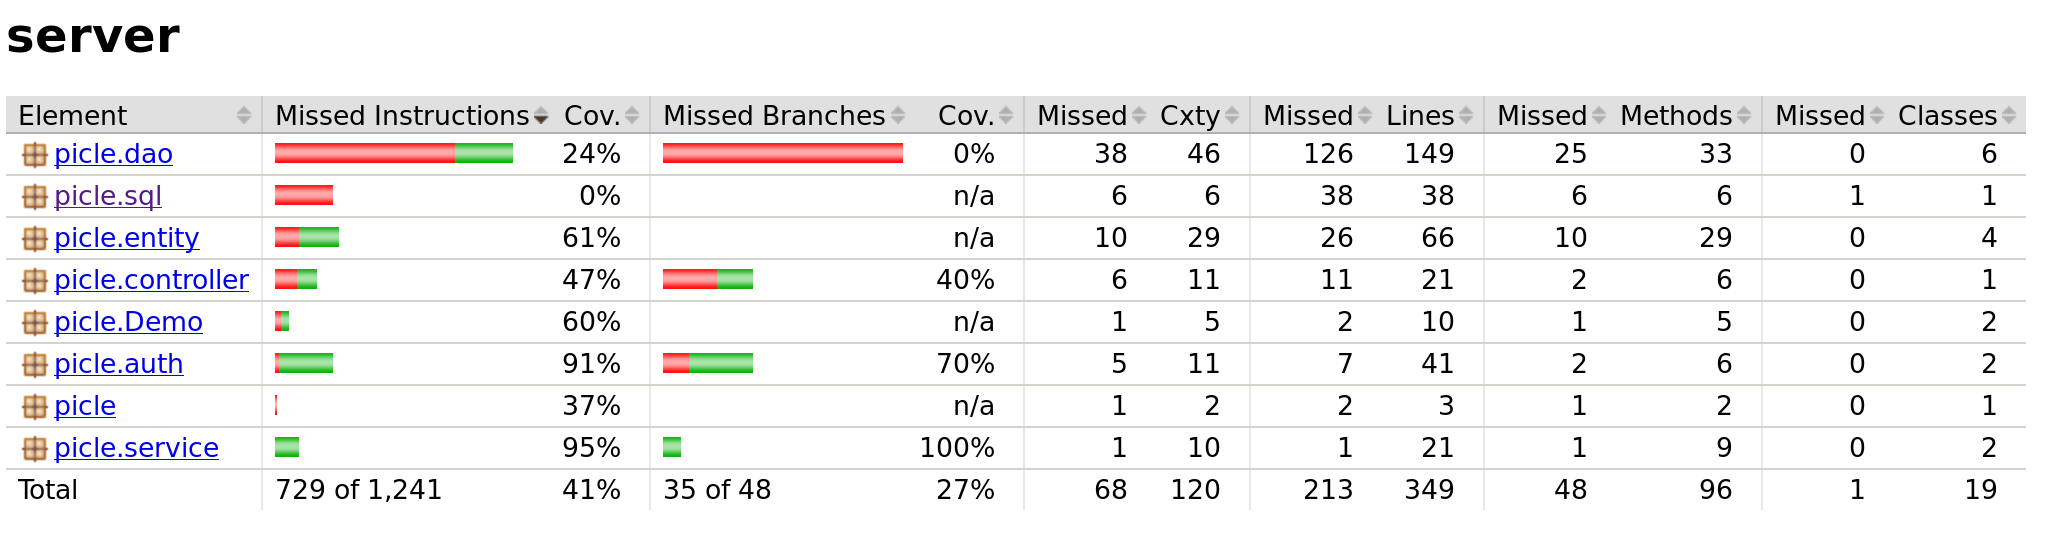 server
Element Missed Instructions Cov. Missed Branches Cov. Missed Cxty Missed Lines Missed Methods Missed Classes
picle.dao 24% 0% 38 46 126 149 25 33 0 6
picle.sql 0% n/a 6 6 38 38 6 6 1 1
picle.entity 61% n/a 10 29 26 66 10 29 0 4
picle.controller 47% 40% 6 11 11 21 2 6 0 1
picle.Demo 60% n/a 1 5 2 10 1 5 0 2
picle.auth 91% 70% 5 11 7 41 2 6 0 2
picle 37% n/a 1 2 2 3 1 2 0 1
picle.service 95% 100% 1 10 1 21 1 9 0 2
Total 729 of 1,241 41% 35 of 48 27% 68 120 213 349 48 96 1 19